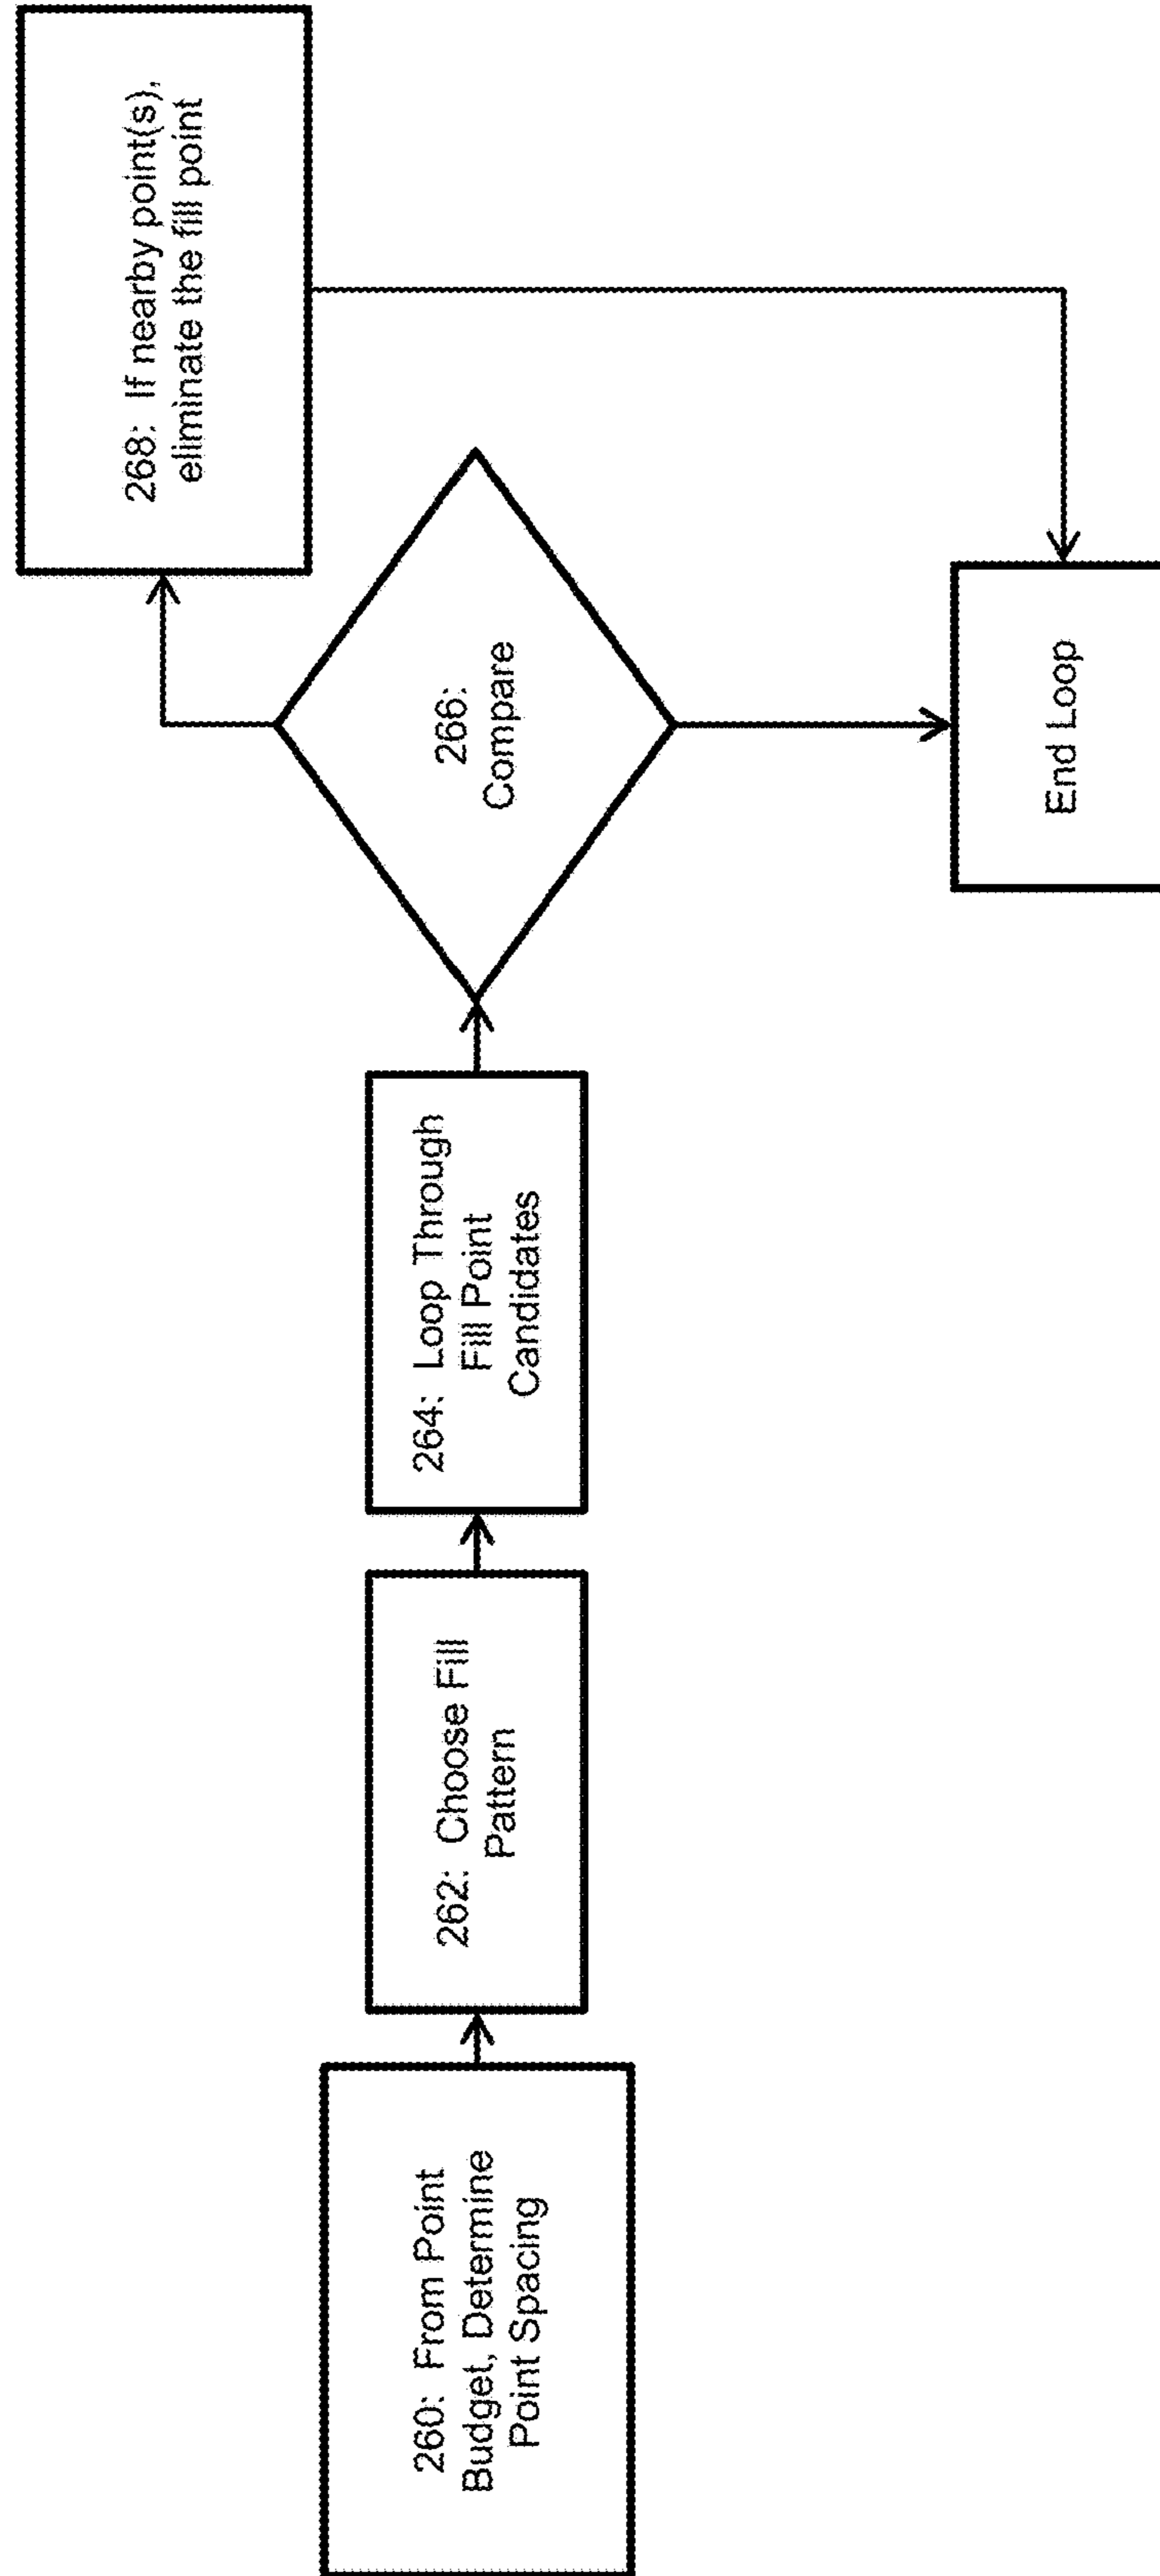 260: From Point
Budget, Determine
Point Spacing
262: Choose Fill
Pattern
264: Loop Through
Fill Point
Candidates
266:
Compare
268: If nearby point(s),
eliminate the fill point
End Loop